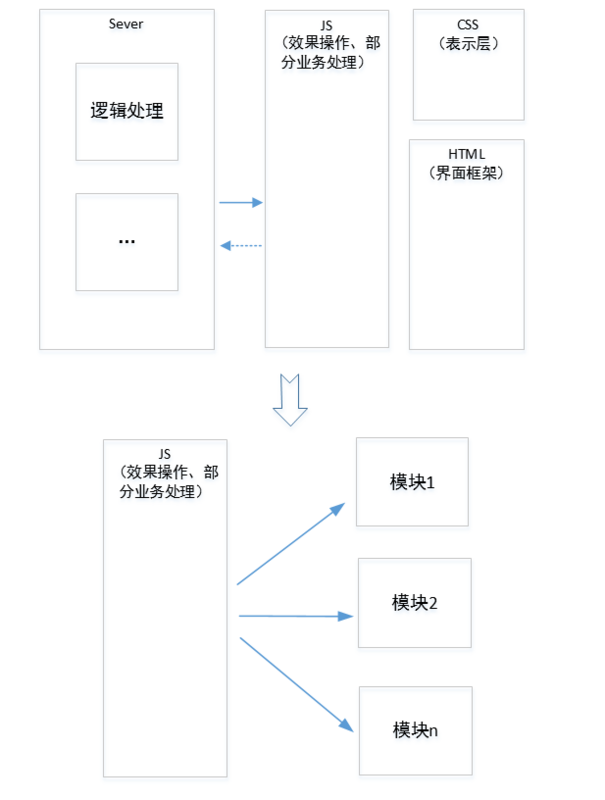 Sever
逻辑处理
...
JS
（效果操作、部
分业务处理）
CSS
（表示层）
HTML
（界面框架）
JS
（效果操作、部
分业务处理）
模块1
模块2
模块n